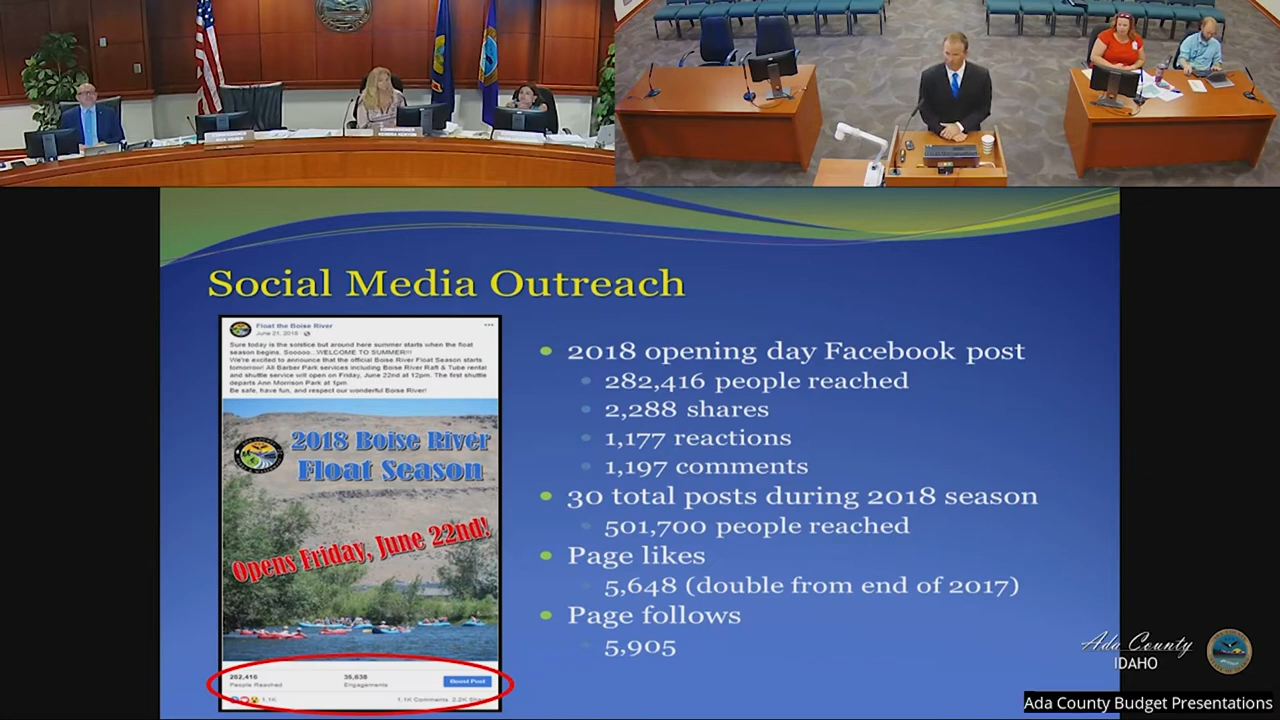 Social Media Outreach
Float the Boise River
June 21, 2018
Sure today is the solstice but around here summer starts when the float
season begins. Sooooo...WELCOME TO SUMMER!!!
We're excited to announce that the official Boise River Float Season starts
tomorrow! All Barber Park services including Boise River Raft & Tube rental
and shuttle service will open on Friday, June 22nd at 12pm. The first shuttle
departs Ann Morrison Park at 1pm.
Be safe, have fun, and respect our wonderful Boise River!
2018 Boise River
Float Season
Opens Friday, June 22nd!
282,416
People Reached
35,638
Engagements
Boost Post
1.1K
1.1K Comments 2.2K
2018 opening day Facebook post
282,416 people reached
2,288 shares
1,177 reactions
1,197 comments
30 total posts during 2018 season
501,700 people reached
Page likes
5,648 (double from end of 2017)
Page follows
5,905
Ada County
IDAHO
Ada County Budget Presentations